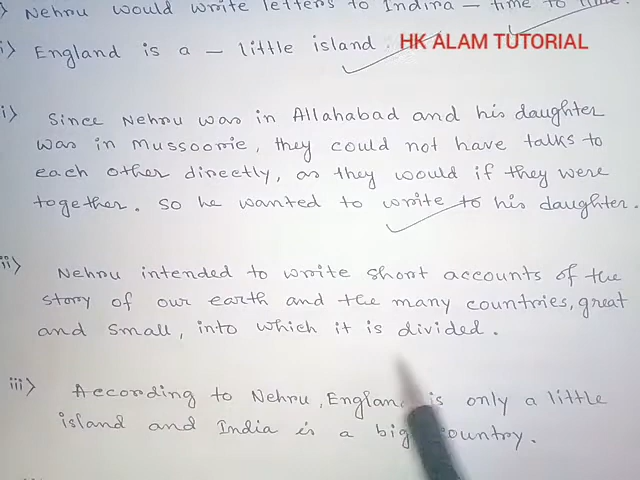 > Nehru would write letters to Indira – time to time.
i> England is a – little island.
HK ALAM TUTORIAL
i> Since Nehru was in Allahabad and his daughter
was in Mussoorie, they could not have talks to
each other directly, as they would if they were
together. So he wanted to write to his daughter.
ii> Nehru intended to write short accounts of the
story of our earth and the many countries, great
and small, into which it is divided.
iii> According to Nehru, England is only a little
island and India is a big country.